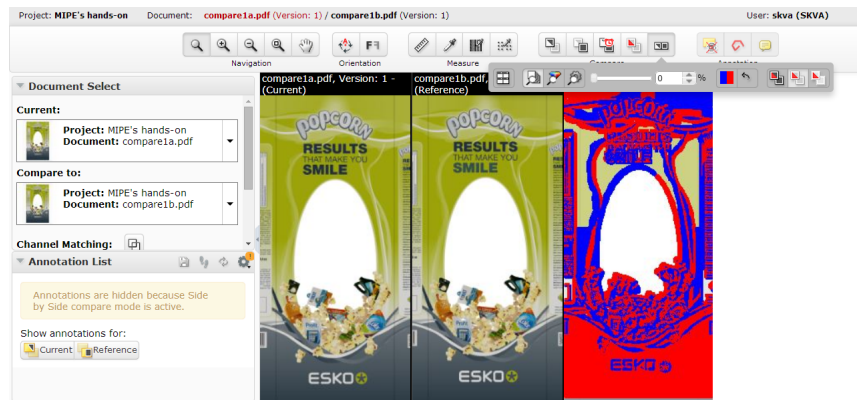 Project: MIPE's hands-on Document: compare1a.pdf (Version: 1) / compare1b.pdf (Version: 1) User: skva (SKVA)
Navigation Orientation Measure Compare Annotation
0 %
Document Select
Current:
Project: MIPE's hands-on
Document: compare1a.pdf
Compare to:
Project: MIPE's hands-on
Document: compare1b.pdf
Channel Matching:
Annotation List
Annotations are hidden because Side
by Side compare mode is active.
Show annotations for:
Current Reference
compare1a.pdf, Version: 1 -
(Current)
POPCORN
RESULTS
THAT MAKE YOU
SMILE
ESKO
compare1b.pdf,
(Reference)
POPCORN
RESULTS
THAT MAKE YOU
SMILE
ESKO
POPCORN
ESKO